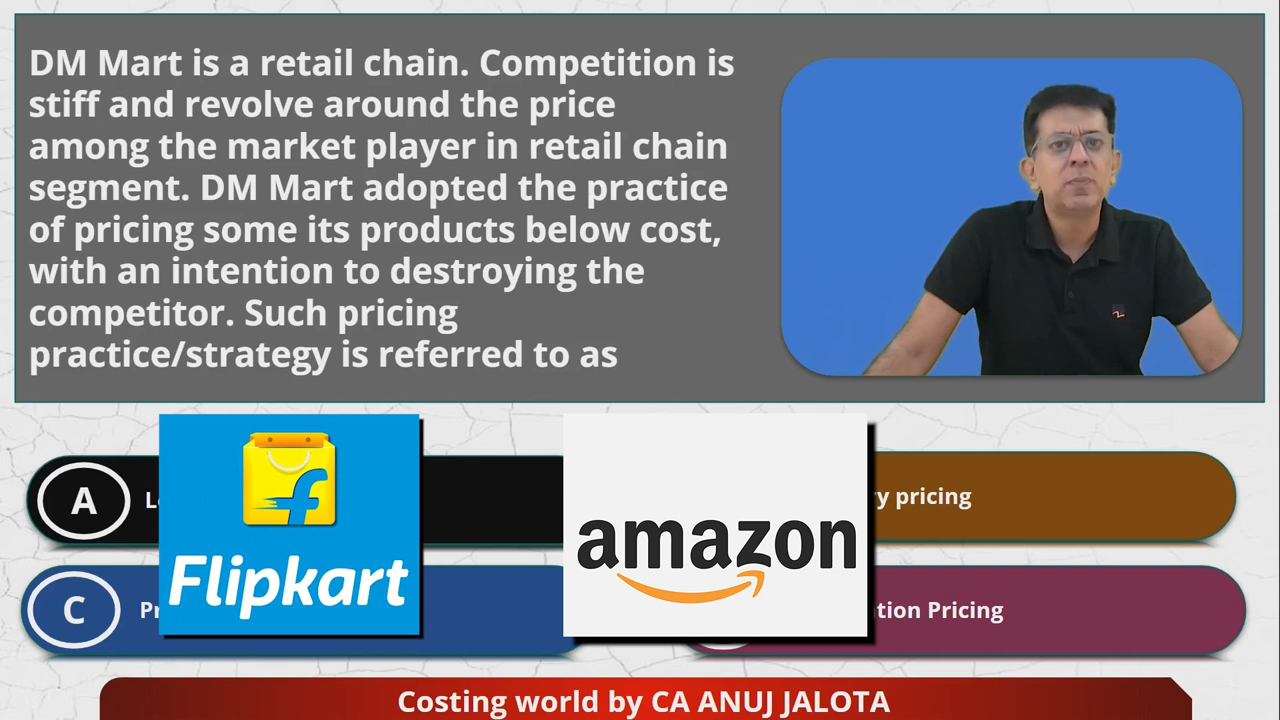 DM Mart is a retail chain. Competition is
stiff and revolve around the price
among the market player in retail chain
segment. DM Mart adopted the practice
of pricing some its products below cost,
with an intention to destroying the
competitor. Such pricing
practice/strategy is referred to as
Flipkart
amazon
A
pricing
C
Pricing
Costing world by CA ANUJ JALOTA